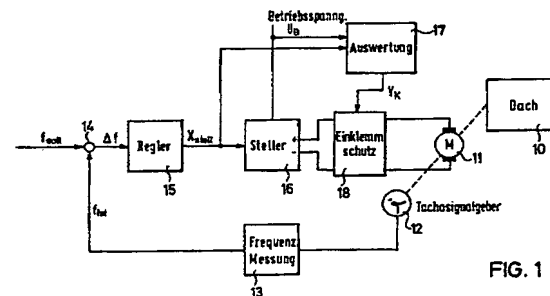 Betriebsspang.
U_B
17
Auswertung
Y_K
Dach
10
f_soll
14
Δf
Regler
15
X_stell
Steller
+
-
16
Einklemm
schutz
18
M
11
Tachosignalgeber
12
f_ist
Frequenz
Messung
13
FIG. 1